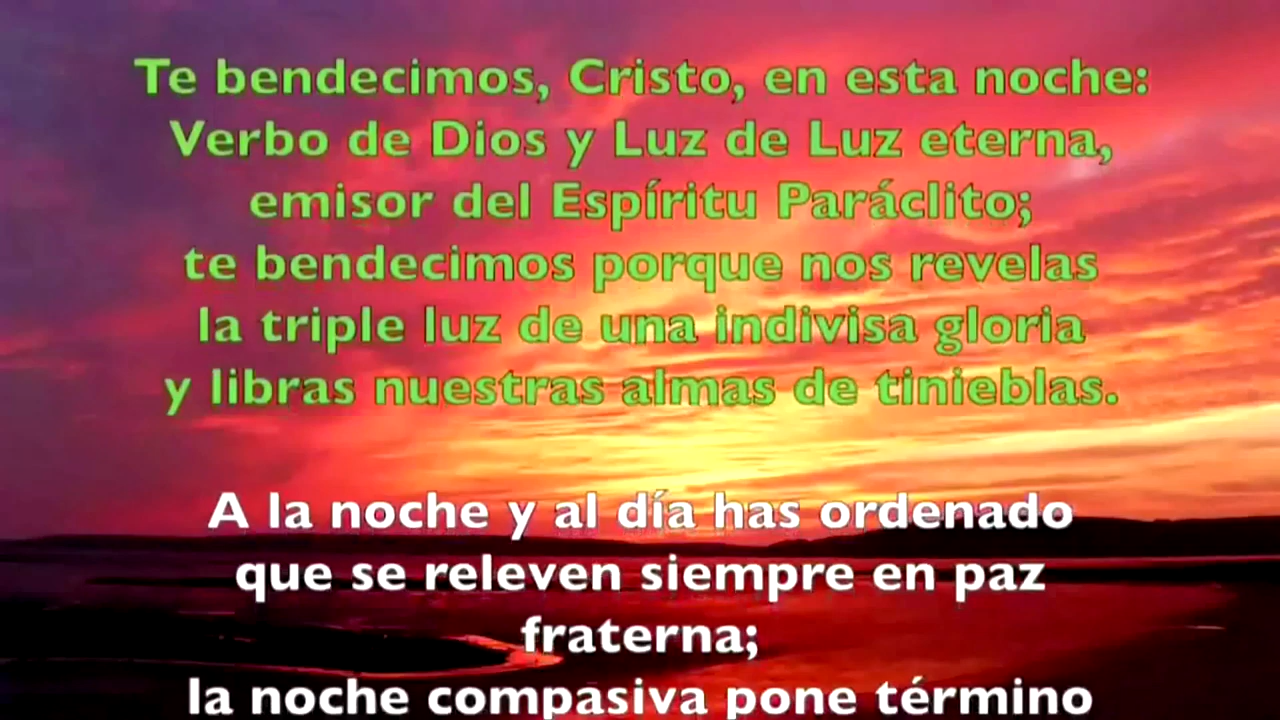 Te bendecimos, Cristo, en esta noche:
Verbo de Dios y Luz de Luz eterna,
emisor del Espíritu Paráclito;
te bendecimos porque nos revelas
la triple luz de una indivisa gloria
y libras nuestras almas de tinieblas.
A la noche y al día has ordenado
que se releven siempre en paz
fraterna;
la noche compasiva pone término